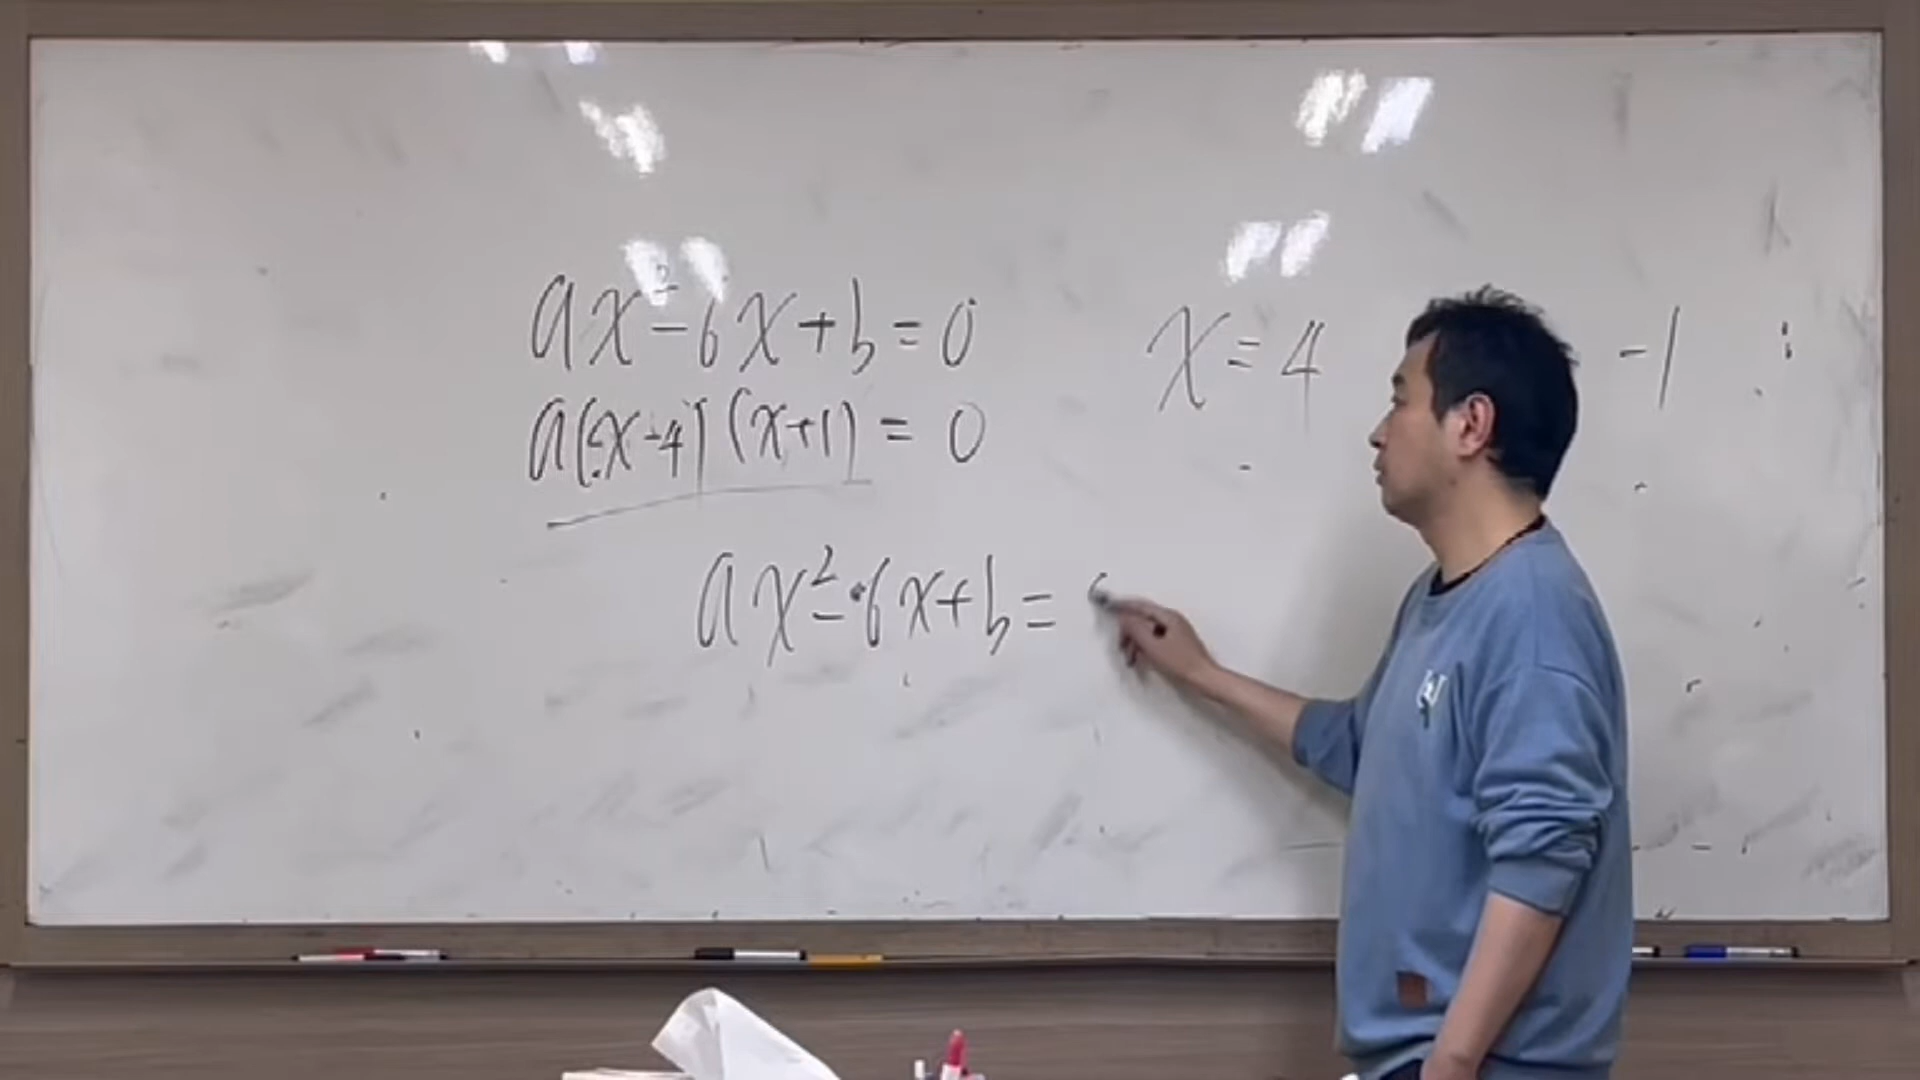 ax²-6x+b=0
x=4 -1
a(x-4)(x+1)=0
ax²-6x+b=